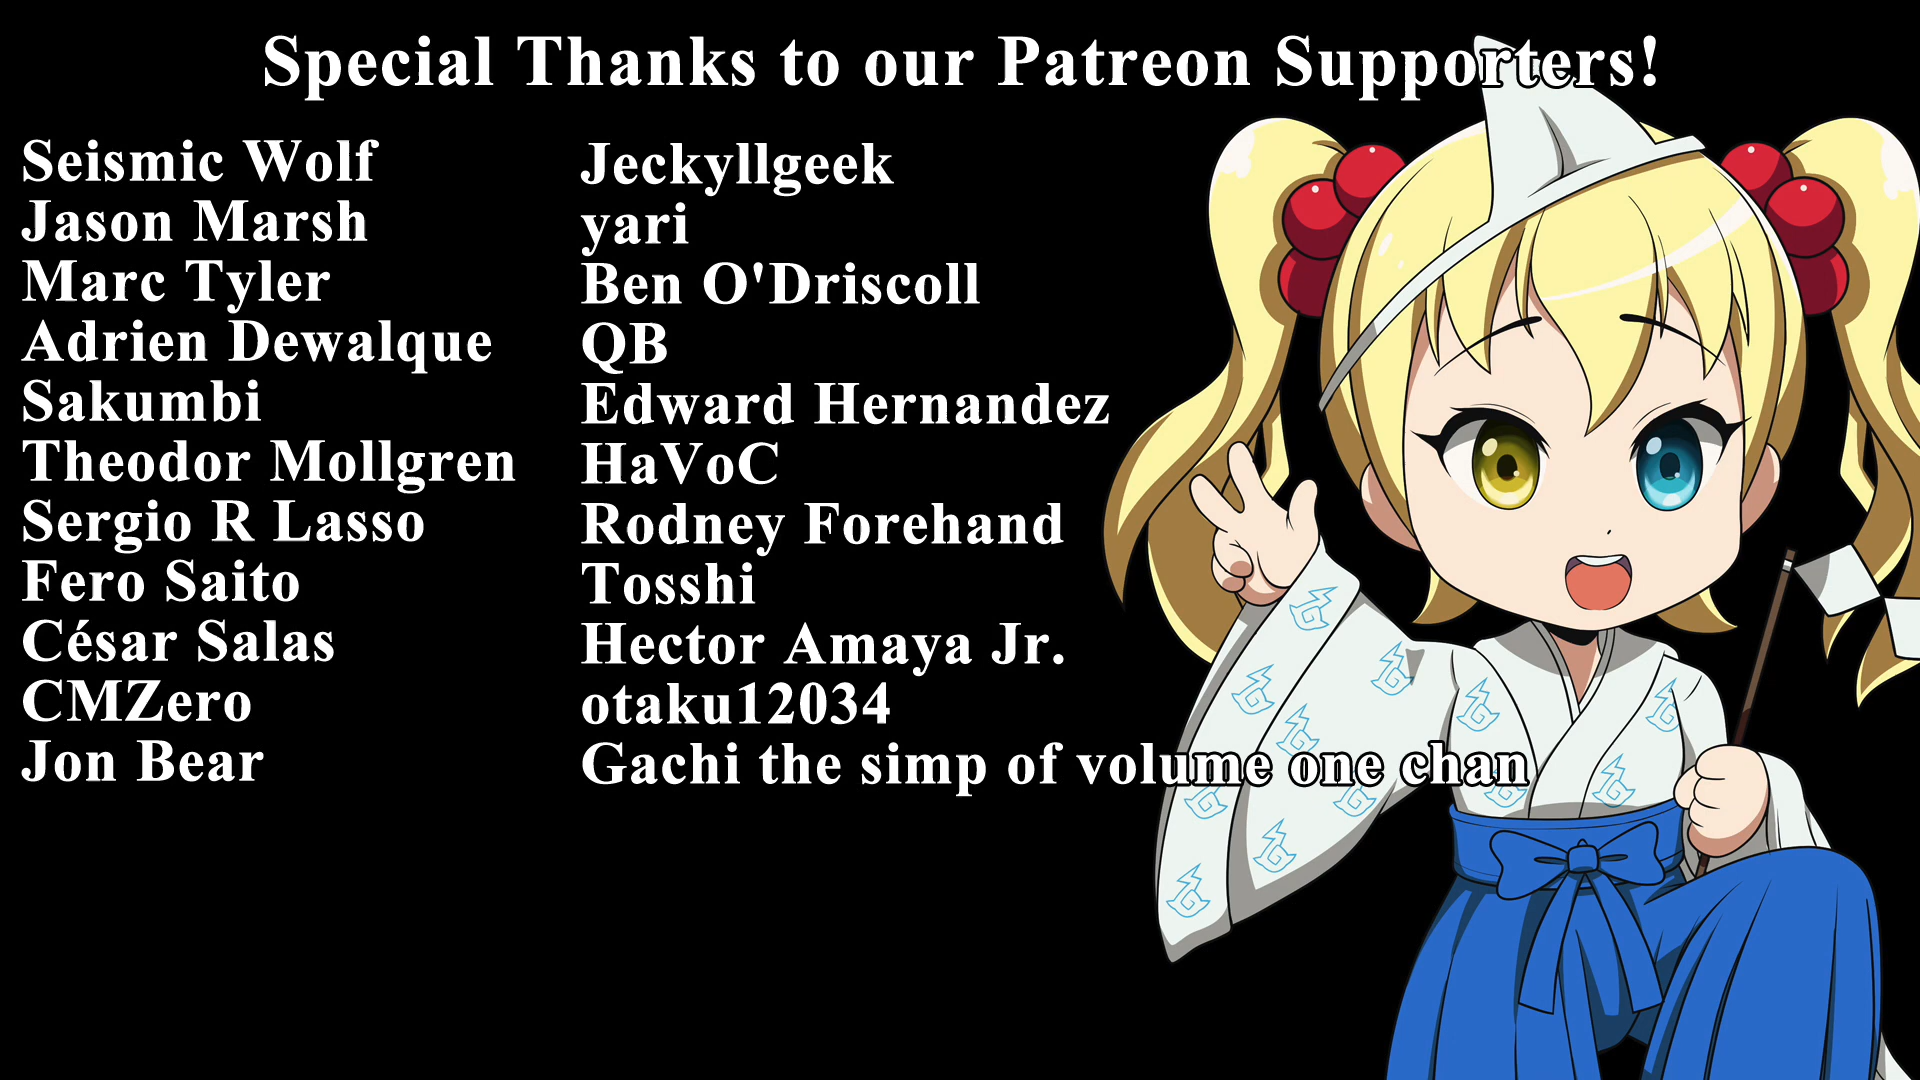 Special Thanks to our Patreon Supporters!
Seismic Wolf
Jason Marsh
Marc Tyler
Adrien Dewalque
Sakumbi
Theodor Mollgren
Sergio R Lasso
Fero Saito
César Salas
CMZero
Jon Bear
Jeckyllgeek
yari
Ben O'Driscoll
QB
Edward Hernandez
HaVoC
Rodney Forehand
Tosshi
Hector Amaya Jr.
otaku12034
Gachi the simp of volume one chan